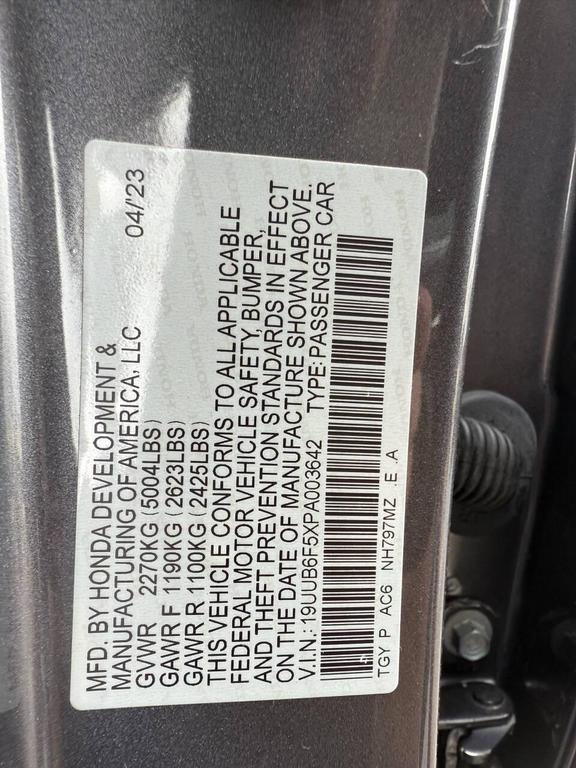 MFD. BY HONDA DEVELOPMENT &
MANUFACTURING OF AMERICA, LLC 04/'23
GVWR 2270KG (5004LBS)
GAWR F 1190KG (2623LBS)
GAWR R 1100KG (2425LBS)
THIS VEHICLE CONFORMS TO ALL APPLICABLE
FEDERAL MOTOR VEHICLE SAFETY, BUMPER,
AND THEFT PREVENTION STANDARDS IN EFFECT
ON THE DATE OF MANUFACTURE SHOWN ABOVE.
V.I.N.: 19UUB6F5XPA003642 TYPE: PASSENGER CAR
TGY P AC6 NH797MZ .E .A